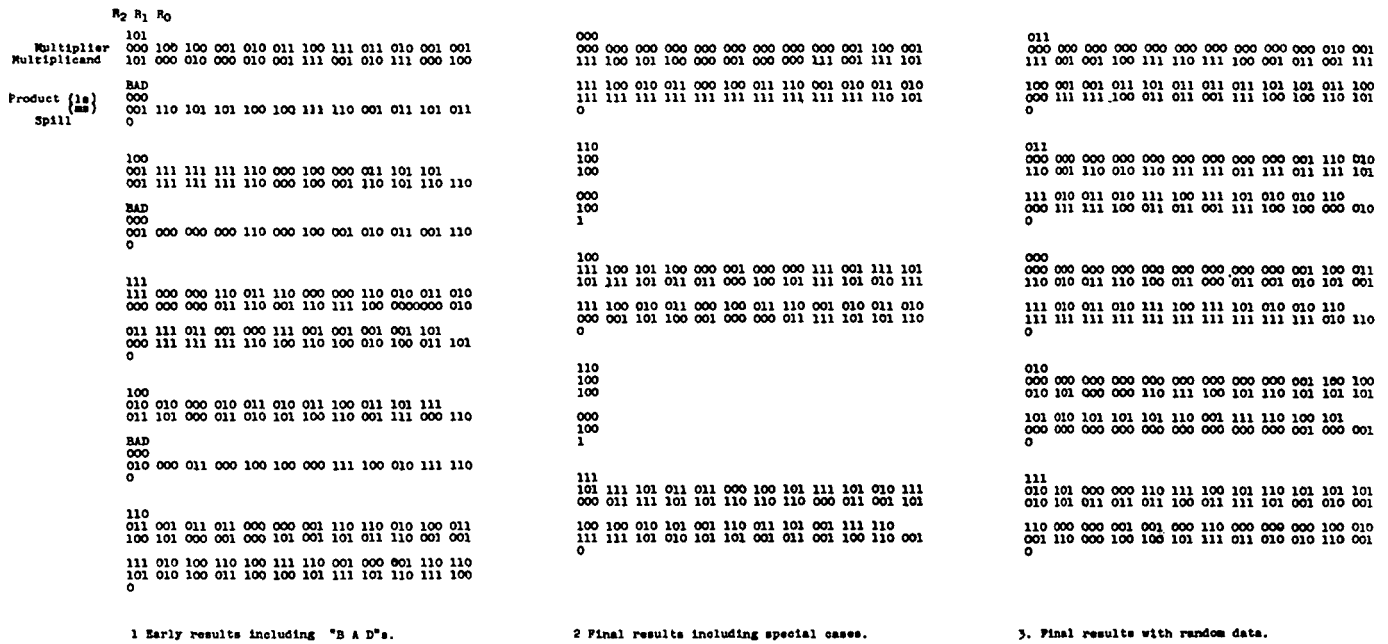 R2 R1 R0
101
Multiplier 000 100 100 001 010 011 100 111 011 010 001 001
Multiplicand 101 000 010 000 010 001 111 001 010 111 000 100
BAD
Product {ls} 000
{ms} 001 110 101 101 100 100 111 110 001 011 101 011
Spill 0
100
001 111 111 111 110 000 100 000 011 101 101
001 111 111 111 110 000 100 001 110 101 110 110
BAD
000
001 000 000 000 110 000 100 001 010 011 001 110
0
111
111 000 000 110 011 110 000 000 110 010 011 010
000 000 000 011 110 001 110 111 100 0000000 010
011 111 011 001 000 111 001 001 001 001 101
000 111 111 111 110 100 110 100 010 100 011 101
0
100
010 010 000 010 011 010 011 100 011 101 111
011 101 000 011 010 101 100 110 001 111 000 110
BAD
000
010 000 011 000 100 100 000 111 100 010 111 110
0
110
011 001 011 011 000 000 001 110 110 010 100 011
100 101 000 001 101 000 101 101 011 110 001 001
111 010 100 110 100 111 110 001 000 001 110 110
101 010 100 011 100 100 101 111 101 110 111 100
0
1 Early results including "B A D"s.
000
000 000 000 000 000 000 000 000 000 001 100 001
111 100 101 100 000 001 000 000 111 001 111 101
111 100 010 011 000 100 011 110 001 010 011 010
111 111 111 111 111 111 111 111 111 111 110 101
0
110
100
100
000
100
1
100
111 100 101 100 000 001 000 000 111 001 111 101
101 111 101 011 011 000 100 101 111 101 010 111
111 100 010 011 000 100 011 110 001 010 011 010
000 001 101 100 001 000 000 011 111 101 101 110
0
110
100
100
000
100
1
111
101 111 101 011 011 000 100 101 111 101 010 111
000 011 111 101 101 110 110 110 000 011 001 101
100 100 010 101 001 110 011 101 001 111 110
111 111 101 010 101 101 001 011 001 100 110 001
0
2 Final results including special cases.
011
000 000 000 000 000 000 000 000 000 000 010 001
111 001 001 100 111 110 111 100 001 011 001 111
100 001 001 011 101 011 011 011 101 101 011 100
000 111 111 100 011 011 001 111 100 100 110 101
0
011
000 000 000 000 000 000 000 000 000 001 110 010
110 001 110 010 110 111 111 011 111 011 111 101
111 010 011 010 111 100 111 101 010 010 110
000 111 111 100 011 011 001 111 100 100 000 010
0
000
000 000 000 000 000 000 000 000 000 001 100 011
110 010 011 110 100 011 000 011 001 010 101 001
111 010 011 010 111 100 111 101 010 010 110
111 111 111 111 111 111 111 111 111 111 010 110
0
010
000 000 000 000 000 000 000 000 000 001 100 100
010 101 000 000 110 111 100 101 110 101 101 101
101 010 101 101 101 110 001 111 110 100 101
000 000 000 000 000 000 000 000 000 001 000 001
0
111
010 101 000 000 110 111 100 101 110 101 101 101
010 101 011 011 011 100 011 111 101 001 010 001
110 000 000 001 001 000 110 000 000 000 100 010
001 110 000 100 100 101 111 011 010 010 110 001
0
3. Final results with random data.